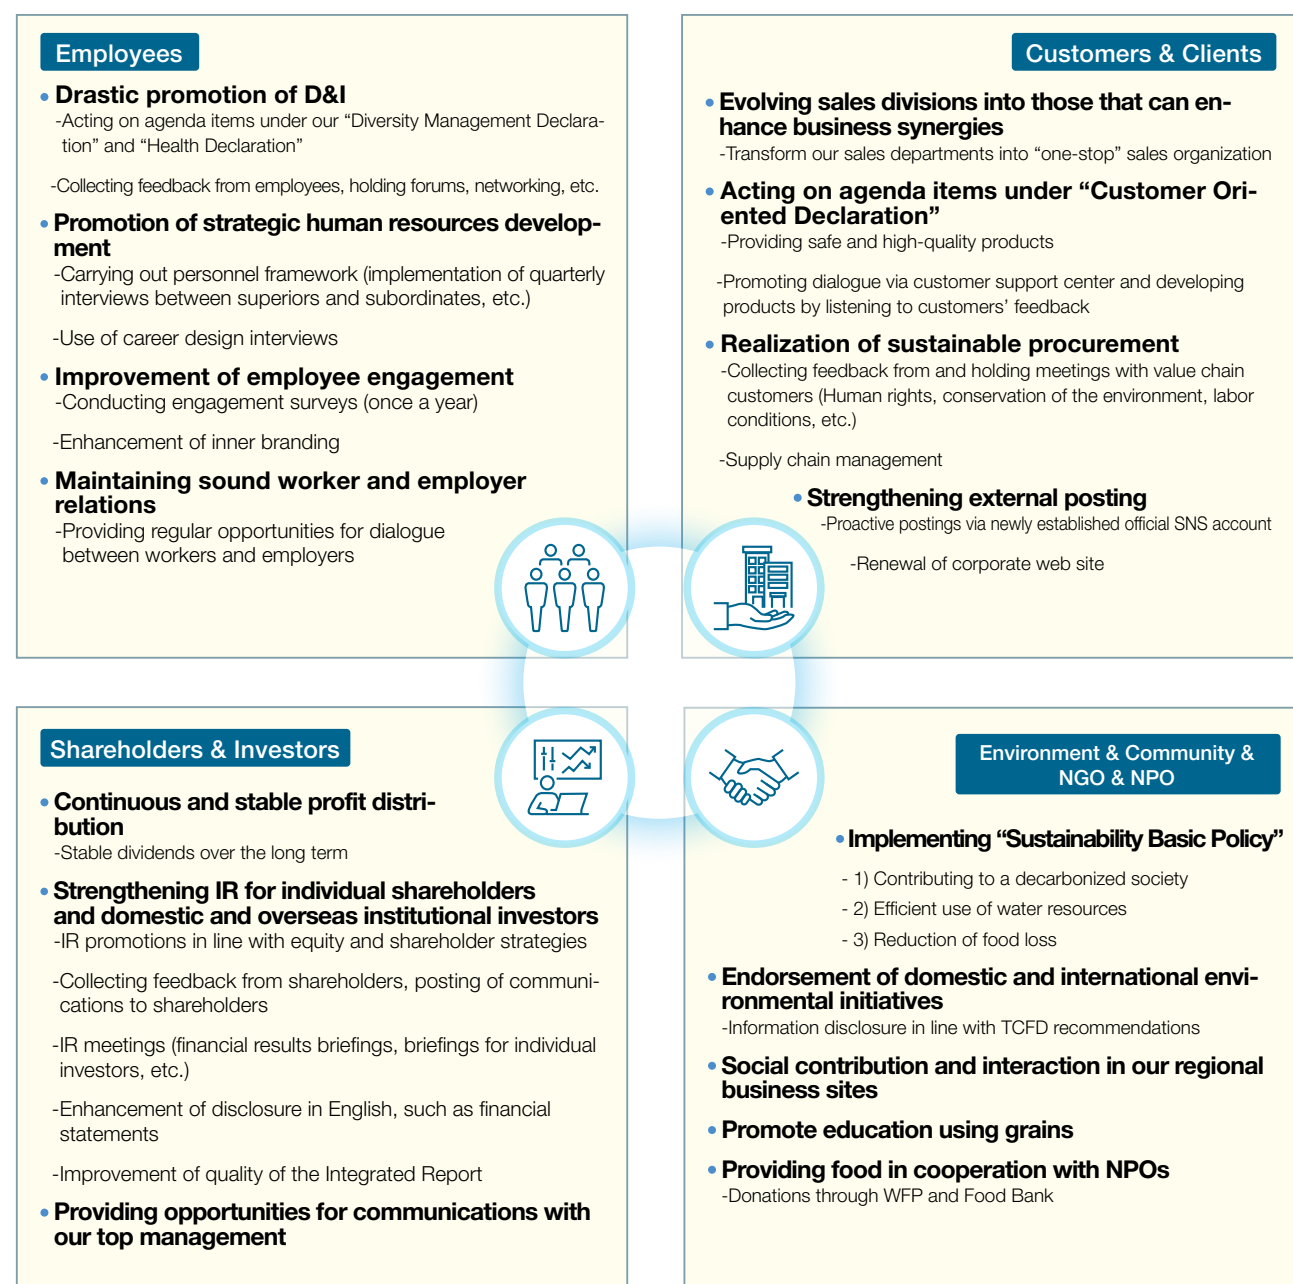 Employees
• Drastic promotion of D&I
-Acting on agenda items under our “Diversity Management Declara-
tion” and “Health Declaration”
-Collecting feedback from employees, holding forums, networking, etc.
• Promotion of strategic human resources develop-
ment
-Carrying out personnel framework (implementation of quarterly
interviews between superiors and subordinates, etc.)
-Use of career design interviews
• Improvement of employee engagement
-Conducting engagement surveys (once a year)
-Enhancement of inner branding
• Maintaining sound worker and employer
relations
-Providing regular opportunities for dialogue
between workers and employers
Customers & Clients
• Evolving sales divisions into those that can en-
hance business synergies
-Transform our sales departments into “one-stop” sales organization
• Acting on agenda items under “Customer Ori-
ented Declaration”
-Providing safe and high-quality products
-Promoting dialogue via customer support center and developing
products by listening to customers’ feedback
• Realization of sustainable procurement
-Collecting feedback from and holding meetings with value chain
customers (Human rights, conservation of the environment, labor
conditions, etc.)
-Supply chain management
• Strengthening external posting
-Proactive postings via newly established official SNS account
-Renewal of corporate web site
Shareholders & Investors
• Continuous and stable profit distri-
bution
-Stable dividends over the long term
• Strengthening IR for individual shareholders
and domestic and overseas institutional investors
-IR promotions in line with equity and shareholder strategies
-Collecting feedback from shareholders, posting of communi-
cations to shareholders
-IR meetings (financial results briefings, briefings for individual
investors, etc.)
-Enhancement of disclosure in English, such as financial
statements
-Improvement of quality of the Integrated Report
• Providing opportunities for communications with
our top management
Environment & Community &
NGO & NPO
• Implementing “Sustainability Basic Policy”
- 1) Contributing to a decarbonized society
- 2) Efficient use of water resources
- 3) Reduction of food loss
• Endorsement of domestic and international envi-
ronmental initiatives
-Information disclosure in line with TCFD recommendations
• Social contribution and interaction in our regional
business sites
• Promote education using grains
• Providing food in cooperation with NPOs
-Donations through WFP and Food Bank